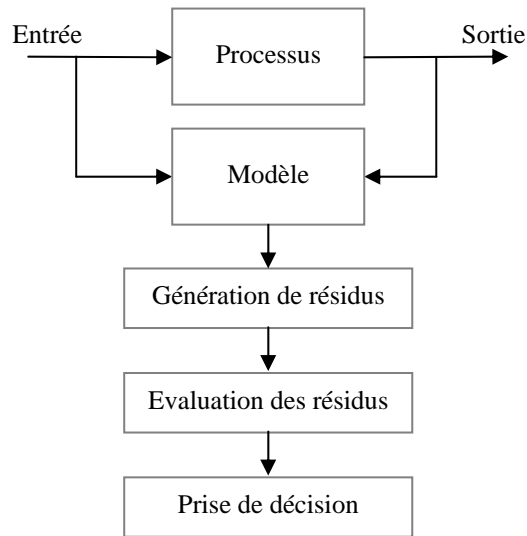 Entrée
Sortie
Processus
Modèle
Génération de résidus
Evaluation des résidus
Prise de décision